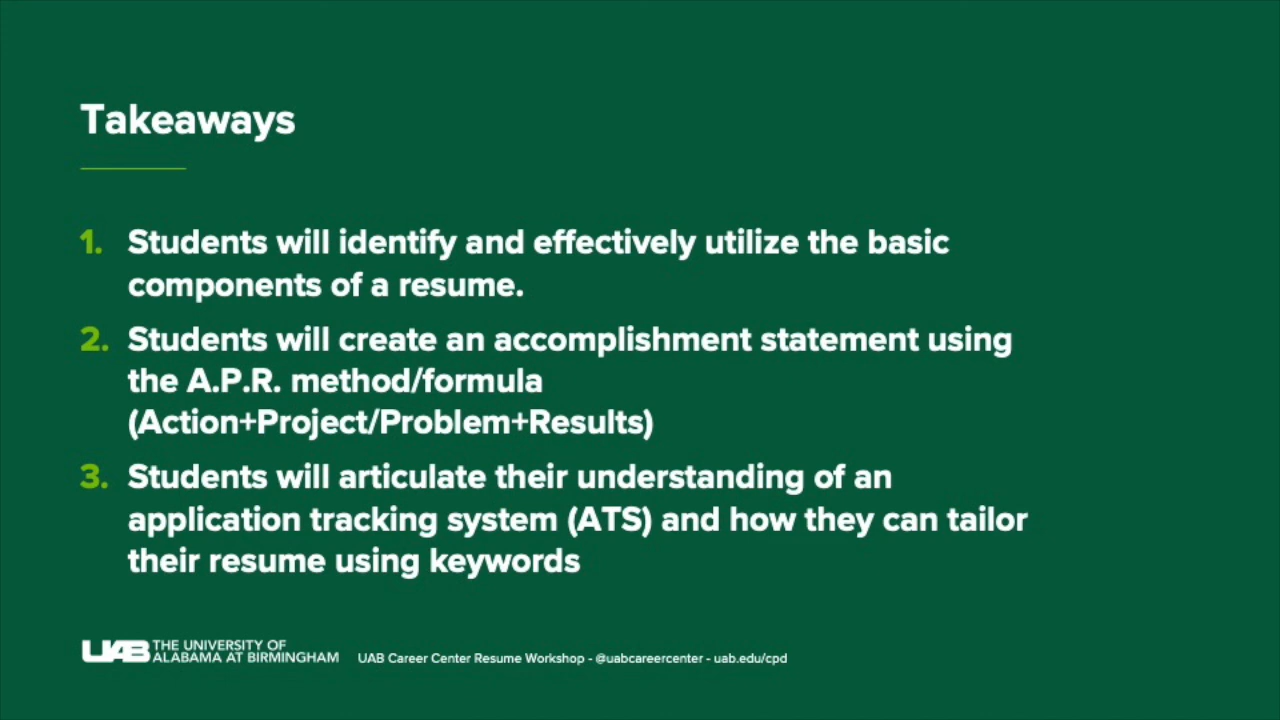 Takeaways
1. Students will identify and effectively utilize the basic
components of a resume.
2. Students will create an accomplishment statement using
the A.P.R. method/formula
(Action+Project/Problem+Results)
3. Students will articulate their understanding of an
application tracking system (ATS) and how they can tailor
their resume using keywords
UAB THE UNIVERSITY OF
ALABAMA AT BIRMINGHAM
UAB Career Center Resume Workshop - @uabcareercenter - uab.edu/cpd